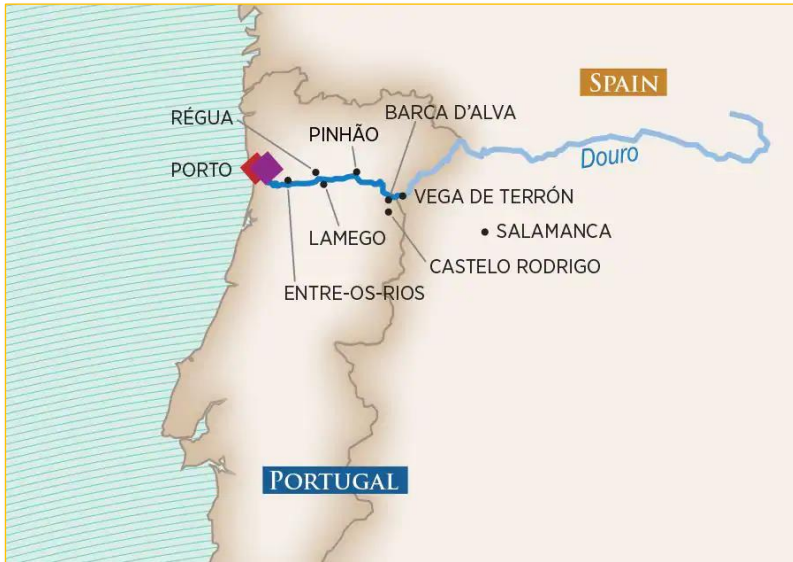 SPAIN
BARCA D'ALVA
RÉGUA
PINHÃO
Douro
PORTO
VEGA DE TERRÓN
SALAMANCA
LAMEGO
CASTELO RODRIGO
ENTRE-OS-RIOS
PORTUGAL